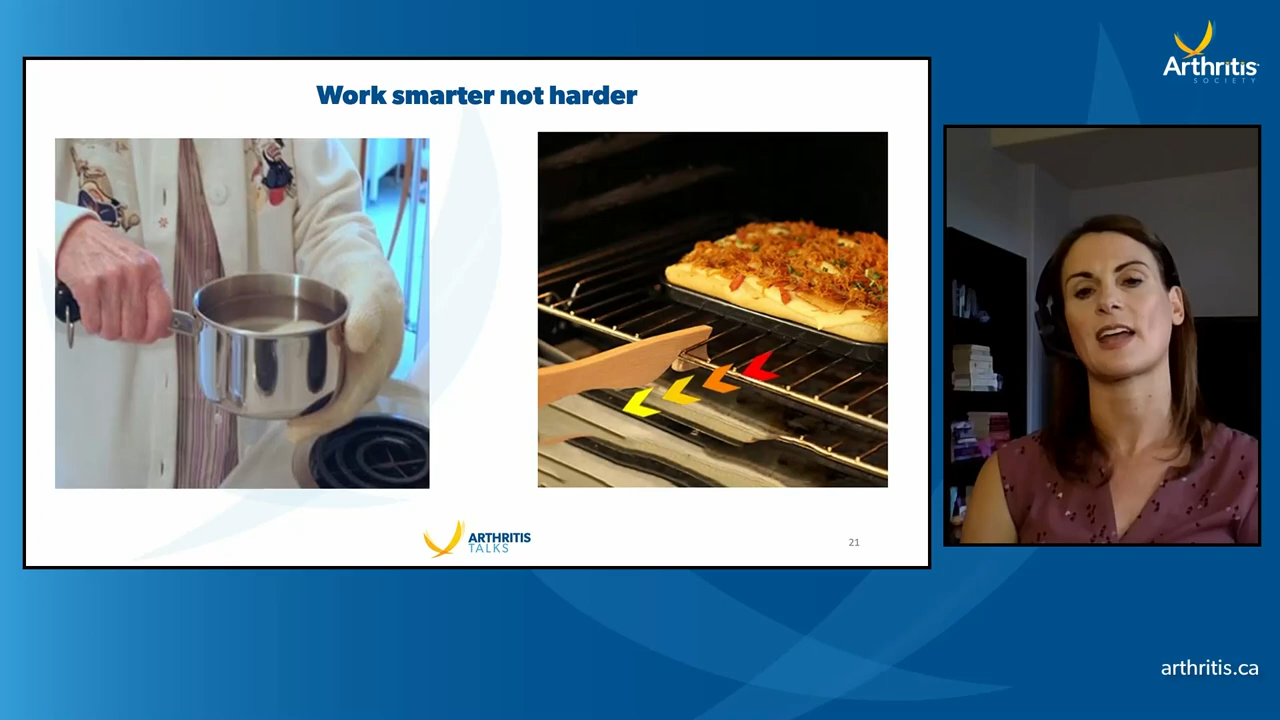 Work smarter not harder
ARTHRITIS
TALKS
21
Arthritis
SOCIETY
arthritis.ca